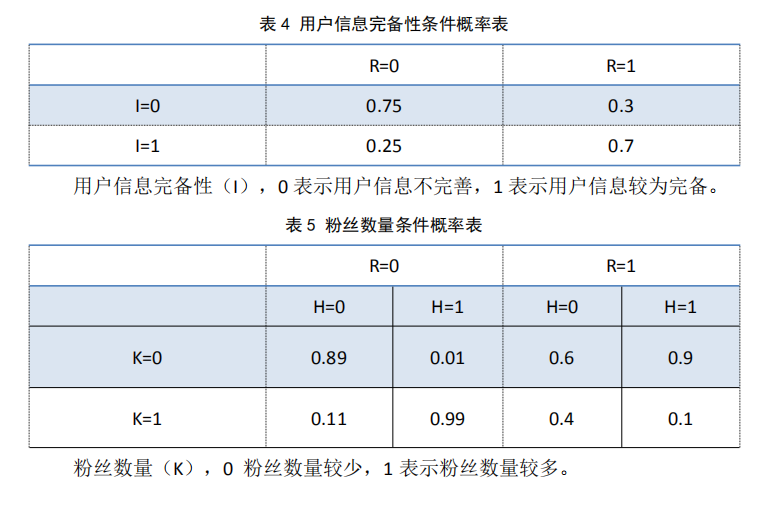 表 4 用户信息完备性条件概率表
R=0 R=1
I=0 0.75 0.3
I=1 0.25 0.7
用户信息完备性（I），0 表示用户信息不完善，1 表示用户信息较为完备。
表 5 粉丝数量条件概率表
R=0 R=1
H=0 H=1 H=0 H=1
K=0 0.89 0.01 0.6 0.9
K=1 0.11 0.99 0.4 0.1
粉丝数量（K），0 粉丝数量较少，1 表示粉丝数量较多。